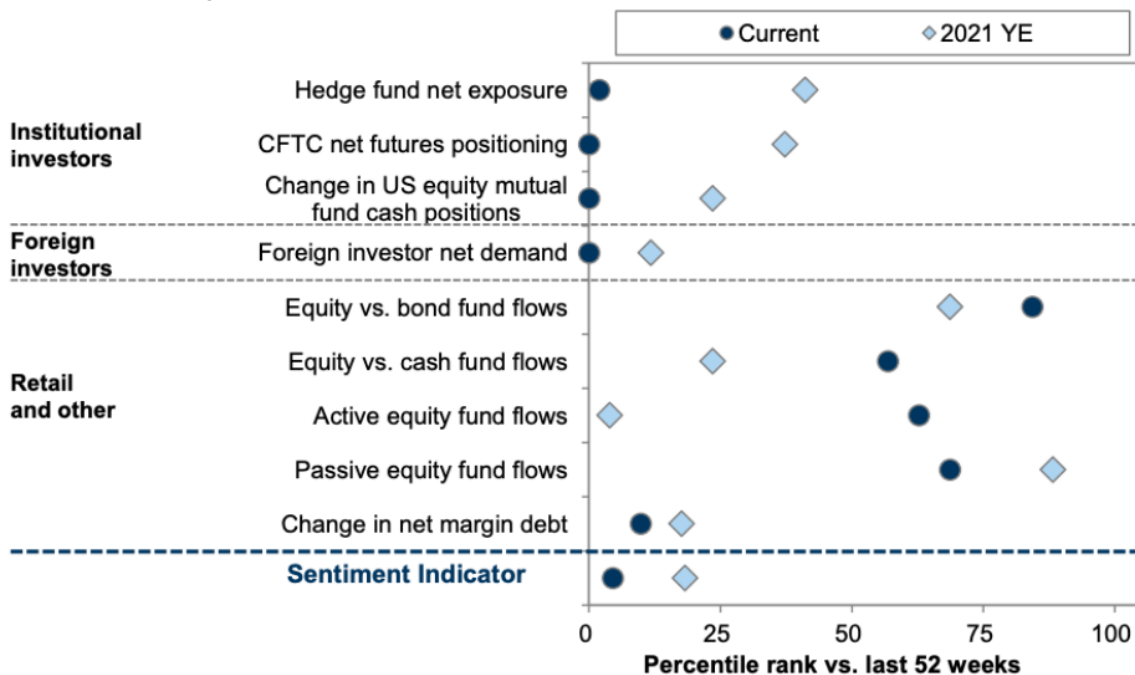 Current 2021 YE
Institutional
investors
Hedge fund net exposure
CFTC net futures positioning
Change in US equity mutual
fund cash positions
Foreign
investors
Foreign investor net demand
Retail
and other
Equity vs. bond fund flows
Equity vs. cash fund flows
Active equity fund flows
Passive equity fund flows
Change in net margin debt
Sentiment Indicator
0 25 50 75 100
Percentile rank vs. last 52 weeks